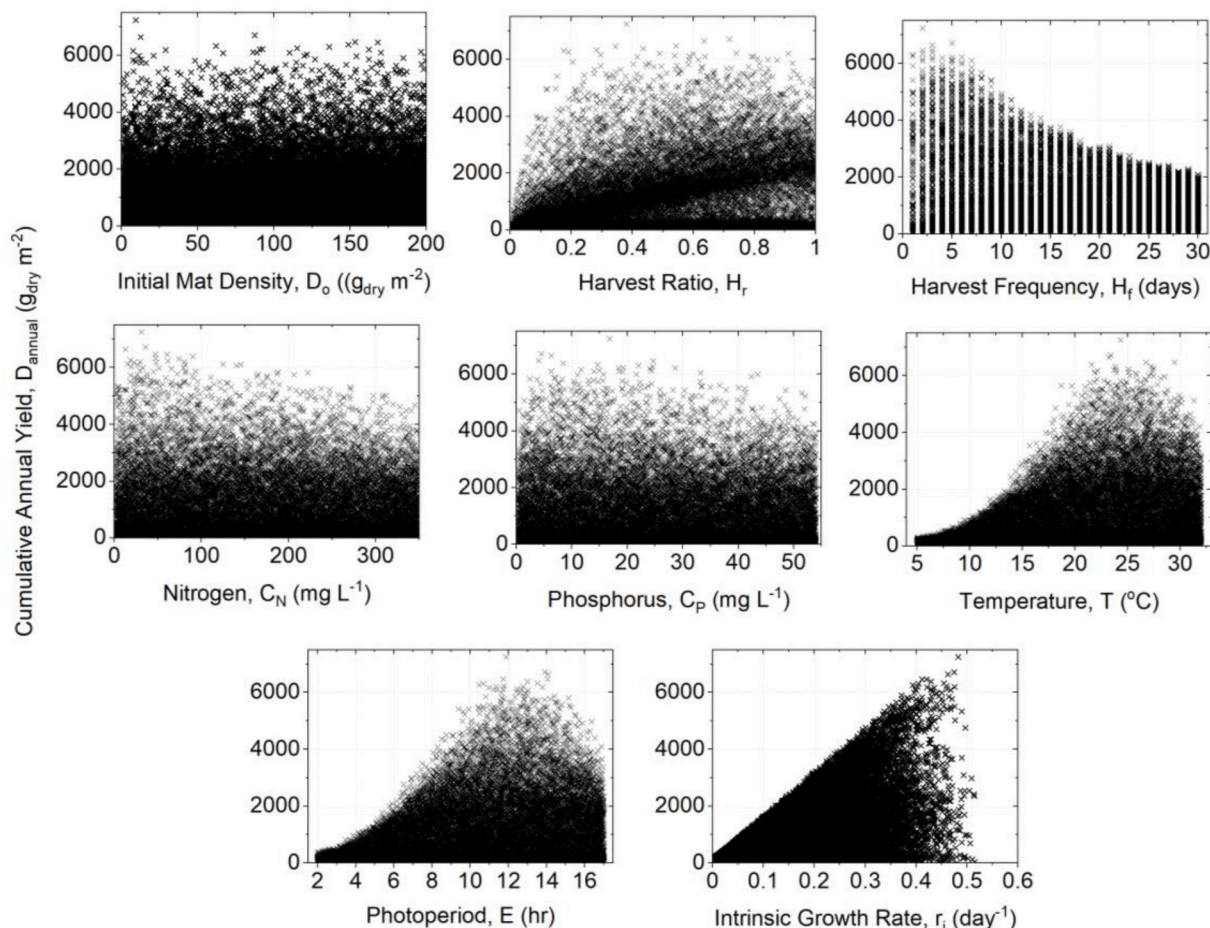 Cumulative Annual Yield, D_annual (g_dry m⁻²)
6000
4000
2000
0
0 50 100 150 200
Initial Mat Density, D_o ((g_dry m⁻²)
6000
4000
2000
0
0 0.2 0.4 0.6 0.8 1
Harvest Ratio, H_r
8000
6000
4000
2000
0
0 5 10 15 20 25 30
Harvest Frequency, H_f (days)
6000
4000
2000
0
0 100 200 300
Nitrogen, C_N (mg L⁻¹)
6000
4000
2000
0
0 10 20 30 40 50
Phosphorus, C_P (mg L⁻¹)
6000
4000
2000
0
5 10 15 20 25 30
Temperature, T (°C)
6000
4000
2000
0
2 4 6 8 10 12 14 16
Photoperiod, E (hr)
6000
4000
2000
0
0 0.1 0.2 0.3 0.4 0.5 0.6
Intrinsic Growth Rate, r_i (day⁻¹)